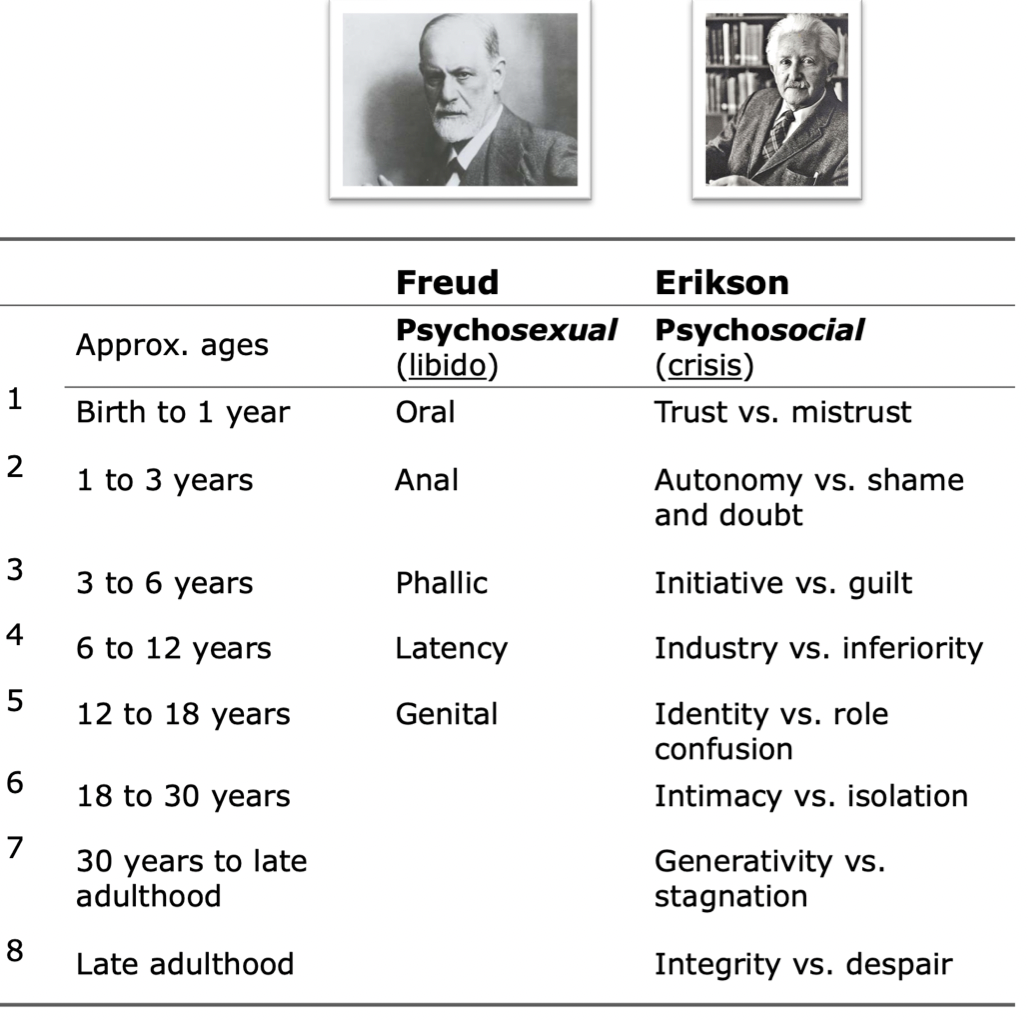 Freud Erikson
Approx. ages Psychosexual Psychosocial
(libido) (crisis)
1 Birth to 1 year Oral Trust vs. mistrust
2 1 to 3 years Anal Autonomy vs. shame
and doubt
3 3 to 6 years Phallic Initiative vs. guilt
4 6 to 12 years Latency Industry vs. inferiority
5 12 to 18 years Genital Identity vs. role
confusion
6 18 to 30 years Intimacy vs. isolation
7 30 years to late Generativity vs.
adulthood stagnation
8 Late adulthood Integrity vs. despair